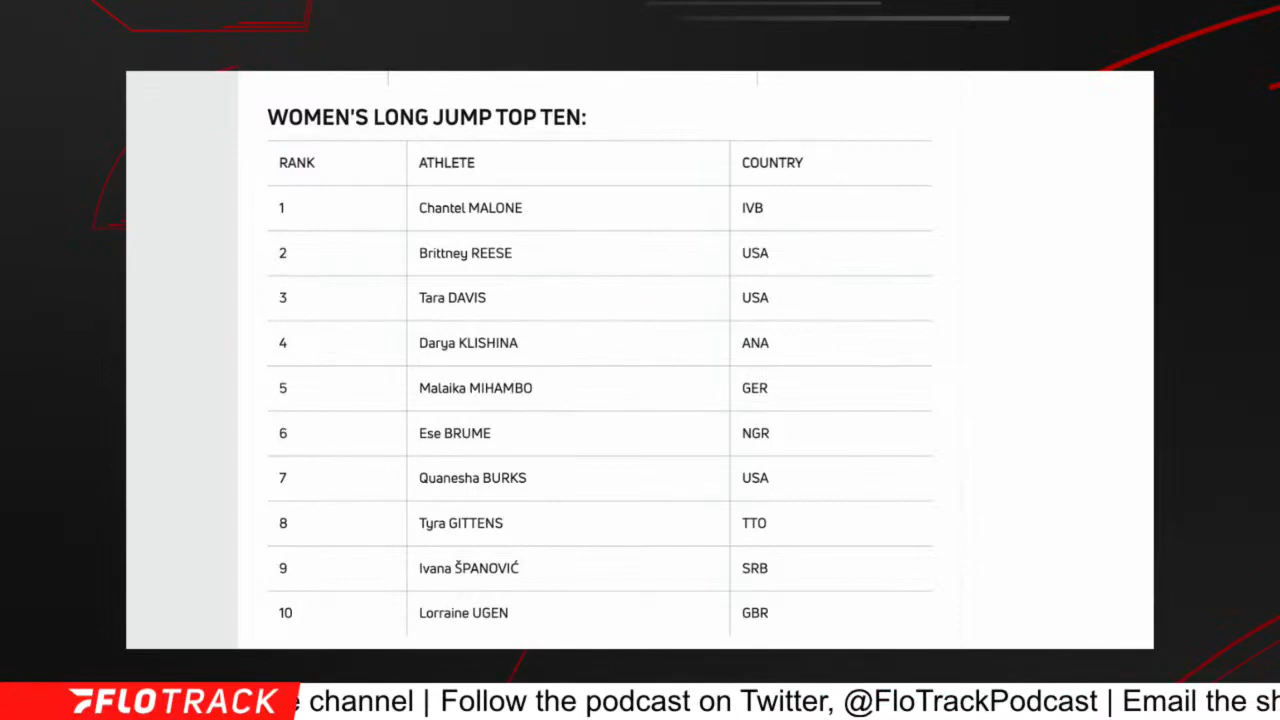 WOMEN'S LONG JUMP TOP TEN:
RANK ATHLETE COUNTRY
1 Chantel MALONE IVB
2 Brittney REESE USA
3 Tara DAVIS USA
4 Darya KLISHINA ANA
5 Malaika MIHAMBO GER
6 Ese BRUME NGR
7 Quanesha BURKS USA
8 Tyra GITTENS TTO
9 Ivana ŠPANOVIĆ SRB
10 Lorraine UGEN GBR
FLOTRACK channel | Follow the podcast on Twitter, @FloTrackPodcast | Email the